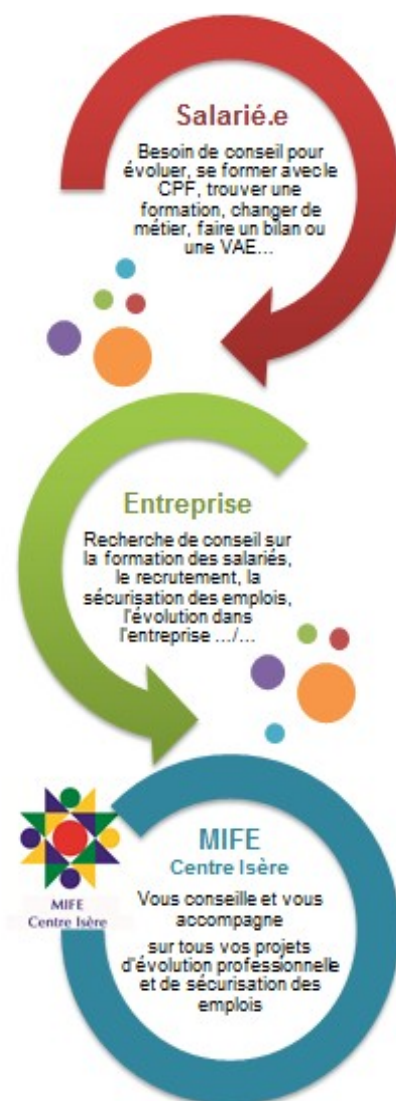 Salarié.e
Besoin de conseil pour
évoluer, se former avec le
CPF, trouver une
formation, changer de
métier, faire un bilan ou
une VAE…
Entreprise
Recherche de conseil sur
la formation des salariés,
le recrutement, la
sécurisation des emplois,
l'évolution dans
l'entreprise …/…
MIFE
Centre Isère
MIFE
Centre Isère
Vous conseille et vous
accompagne
sur tous vos projets
d'évolution professionnelle
et de sécurisation des
emplois